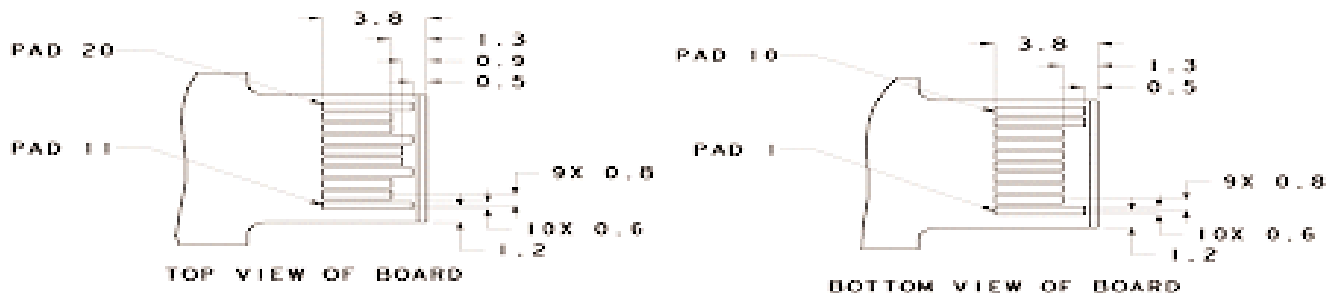 3.8
PAD 20
1.3
0.9
0.5
PAD 11
9X 0.8
10X 0.6
1.2
TOP VIEW OF BOARD
3.8
PAD 10
1.3
0.5
PAD 1
9X 0.8
10X 0.6
1.2
BOTTOM VIEW OF BOARD